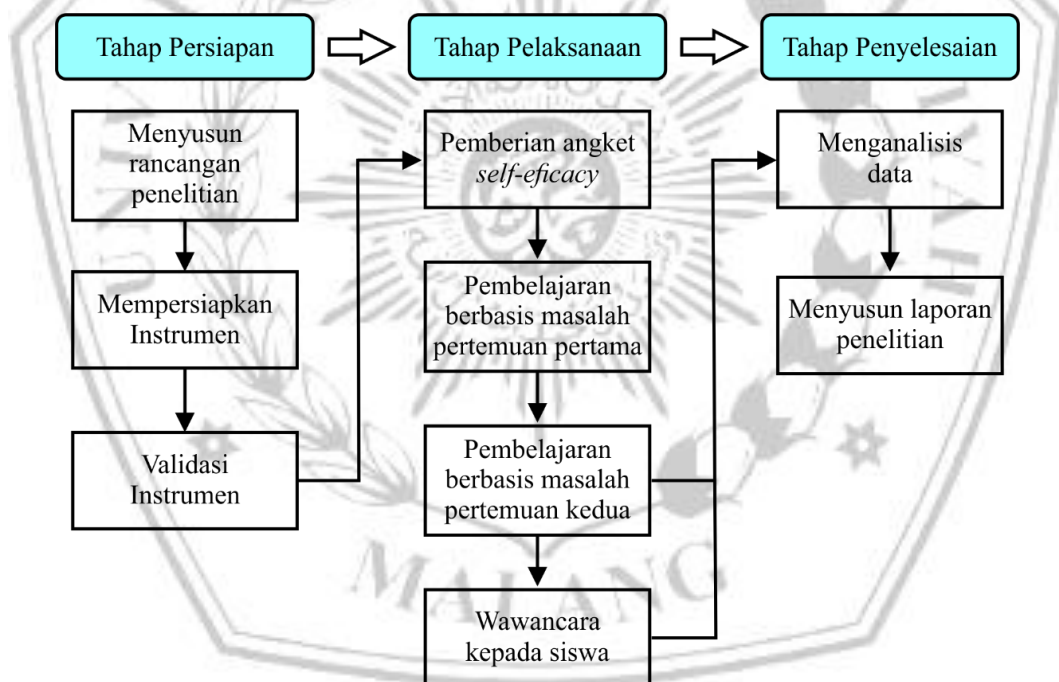 Tahap Persiapan
Tahap Pelaksanaan
Tahap Penyelesaian
Menyusun
rancangan
penelitian
Mempersiapkan
Instrumen
Validasi
Instrumen
Pemberian angket
self-eficacy
Pembelajaran
berbasis masalah
pertemuan pertama
Pembelajaran
berbasis masalah
pertemuan kedua
Wawancara
kepada siswa
Menganalisis
data
Menyusun laporan
penelitian
MALANG